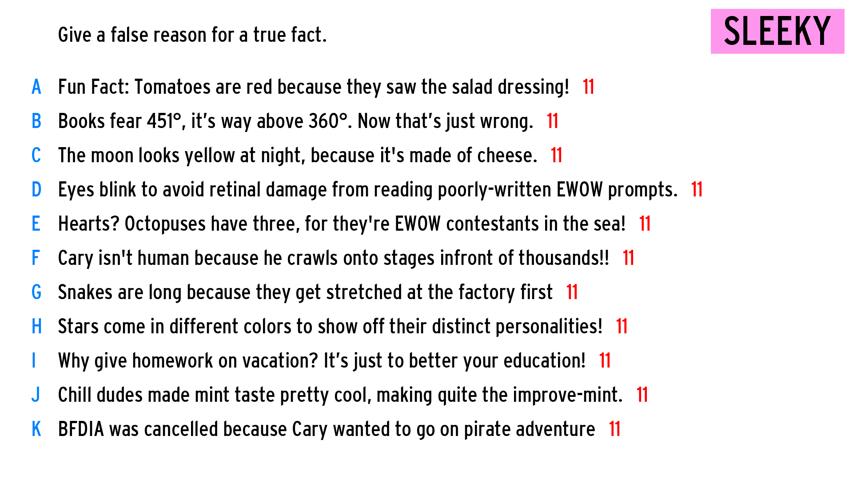 Give a false reason for a true fact.
SLEEKY
A Fun Fact: Tomatoes are red because they saw the salad dressing! 11
B Books fear 451°, it's way above 360°. Now that's just wrong. 11
C The moon looks yellow at night, because it's made of cheese. 11
D Eyes blink to avoid retinal damage from reading poorly-written EWOW prompts. 11
E Hearts? Octopuses have three, for they're EWOW contestants in the sea! 11
F Cary isn't human because he crawls onto stages infront of thousands!! 11
G Snakes are long because they get stretched at the factory first 11
H Stars come in different colors to show off their distinct personalities! 11
I Why give homework on vacation? It's just to better your education! 11
J Chill dudes made mint taste pretty cool, making quite the improve-mint. 11
K BFDIA was cancelled because Cary wanted to go on pirate adventure 11